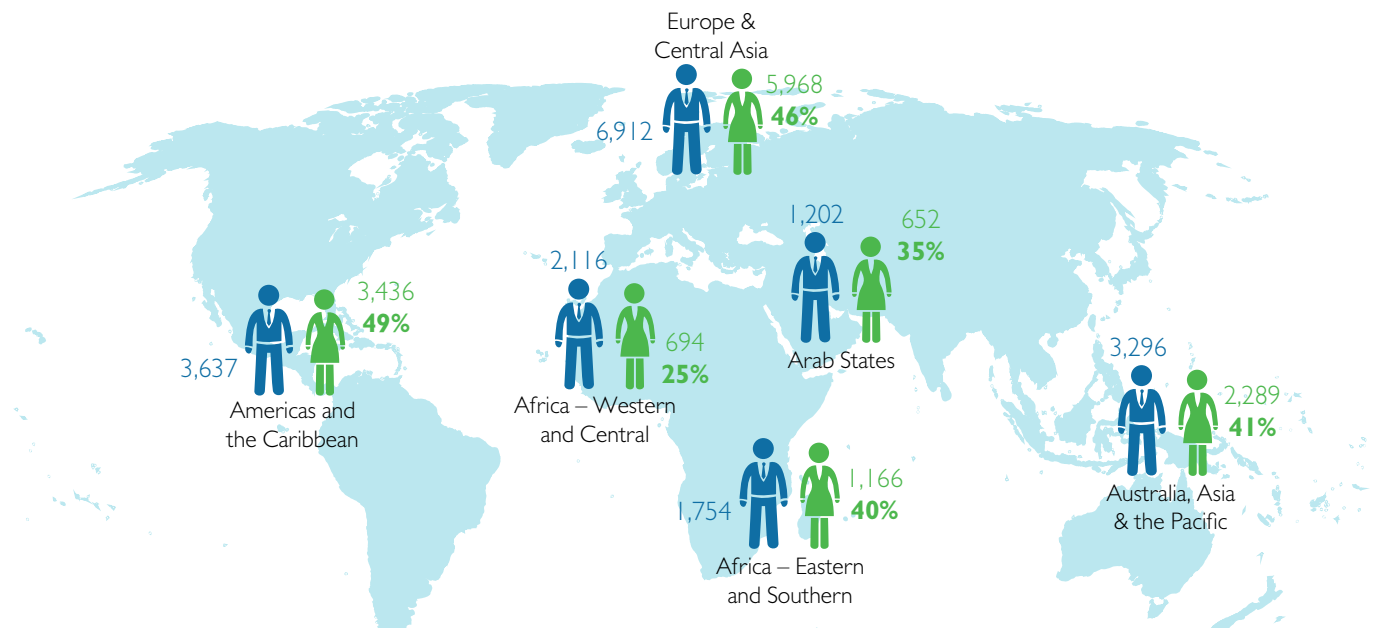 Europe &
Central Asia
6,912
5,968
46%
1,202
652
35%
Arab States
2,116
694
25%
Africa – Western
and Central
3,637
3,436
49%
Americas and
the Caribbean
3,296
2,289
41%
Australia, Asia
& the Pacific
1,754
1,166
40%
Africa – Eastern
and Southern